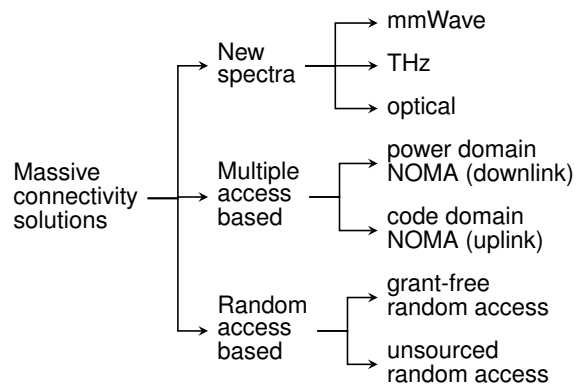 Massive
connectivity
solutions
New
spectra
mmWave
THz
optical
Multiple
access
based
power domain
NOMA (downlink)
code domain
NOMA (uplink)
Random
access
based
grant-free
random access
unsourced
random access